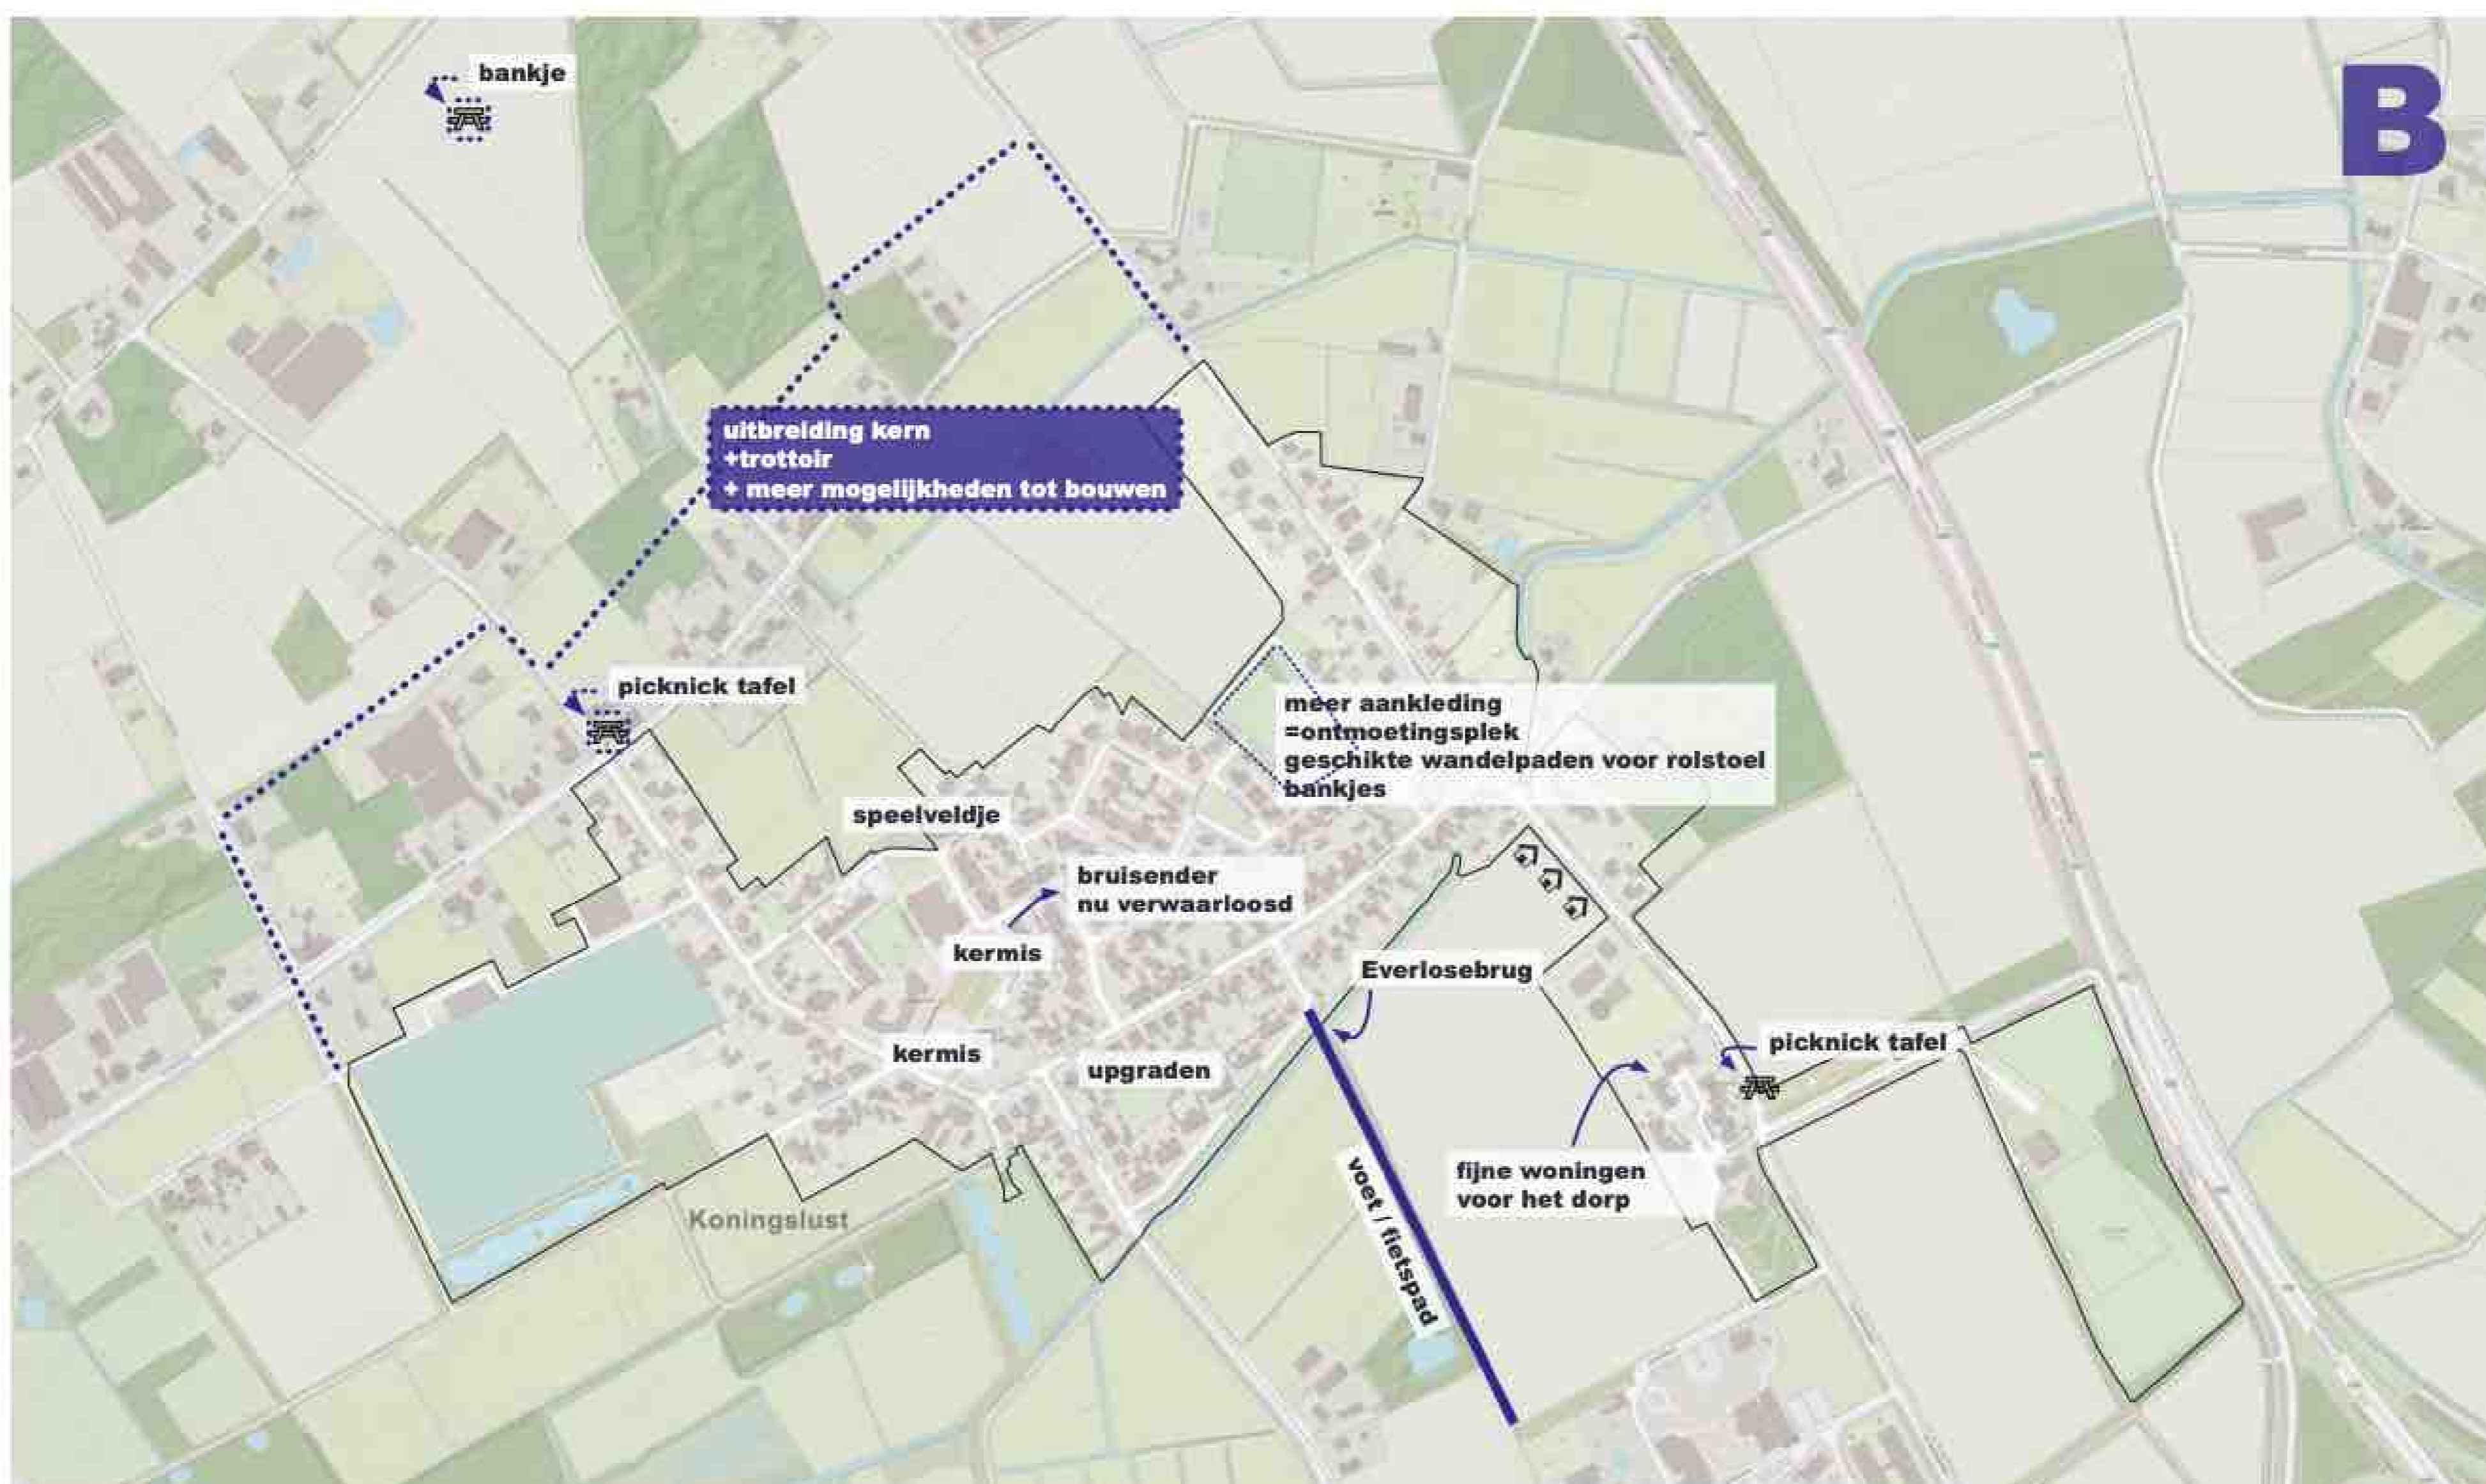 bankje
B
uitbreiding kern
+trottoir
+ meer mogelijkheden tot bouwen
picknick tafel
meer aankleding
=ontmoetingsplek
geschikte wandelpaden voor rolstoel
bankjes
speelveldje
bruisender
nu verwaarloosd
kermis
Everlosebrug
kermis
upgraden
picknick tafel
fijne woningen
voor het dorp
voet / fietspad
Koningslust